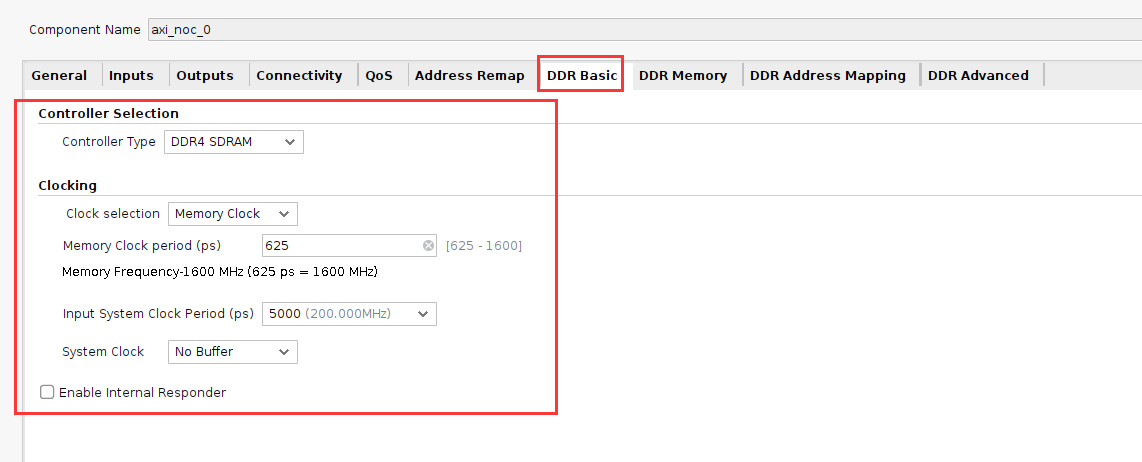 Component Name axi_noc_0
General Inputs Outputs Connectivity QoS Address Remap DDR Basic DDR Memory DDR Address Mapping DDR Advanced
Controller Selection
Controller Type DDR4 SDRAM
Clocking
Clock selection Memory Clock
Memory Clock period (ps) 625 [625 - 1600]
Memory Frequency-1600 MHz (625 ps = 1600 MHz)
Input System Clock Period (ps) 5000 (200.000MHz)
System Clock No Buffer
Enable Internal Responder